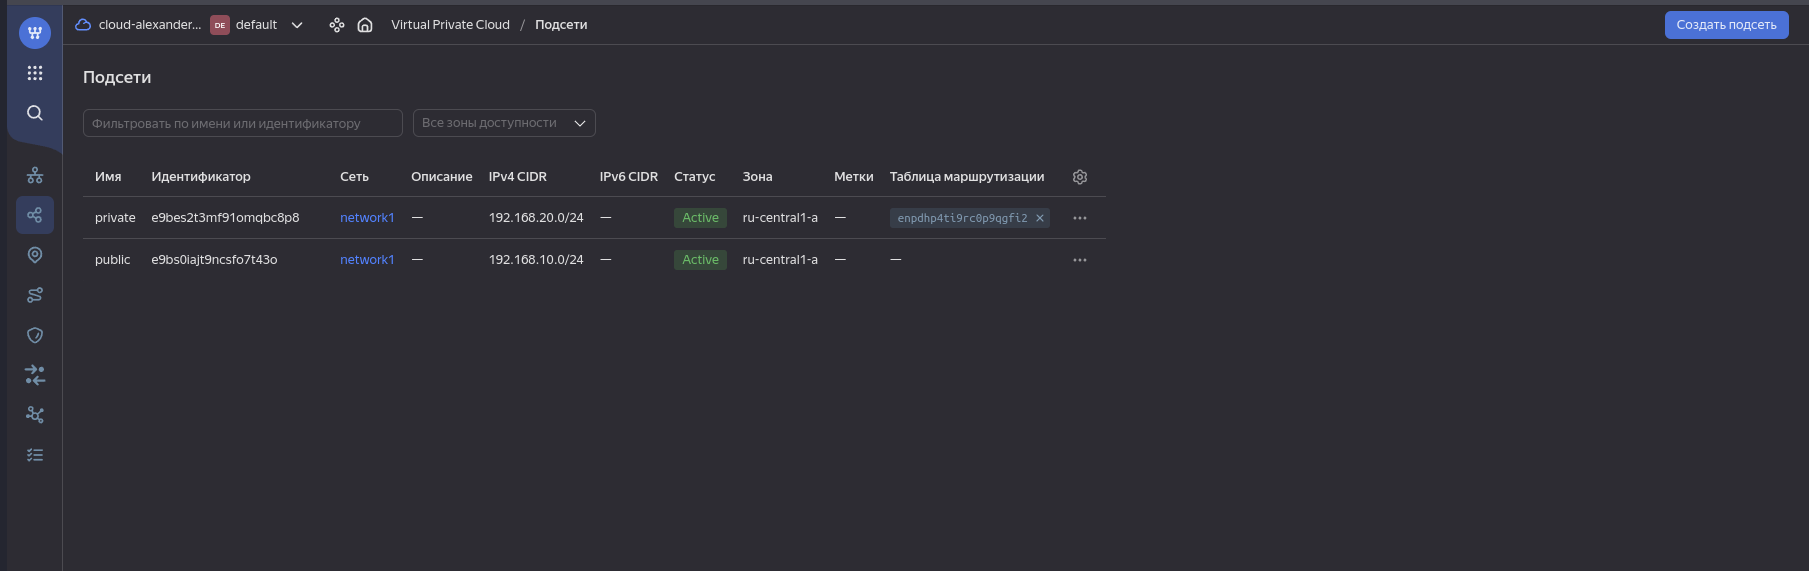 cloud-alexander... DE default Virtual Private Cloud / Подсети Создать подсеть
Подсети
Фильтровать по имени или идентификатору Все зоны доступности
Имя Идентификатор Сеть Описание IPv4 CIDR IPv6 CIDR Статус Зона Метки Таблица маршрутизации
private e9bes2t3mf91omqbc8p8 network1 — 192.168.20.0/24 — Active ru-central1-a — enpdhp4ti9rc0p9qgfi2 ×
public e9bs0iajt9ncsfo7t43o network1 — 192.168.10.0/24 — Active ru-central1-a — —